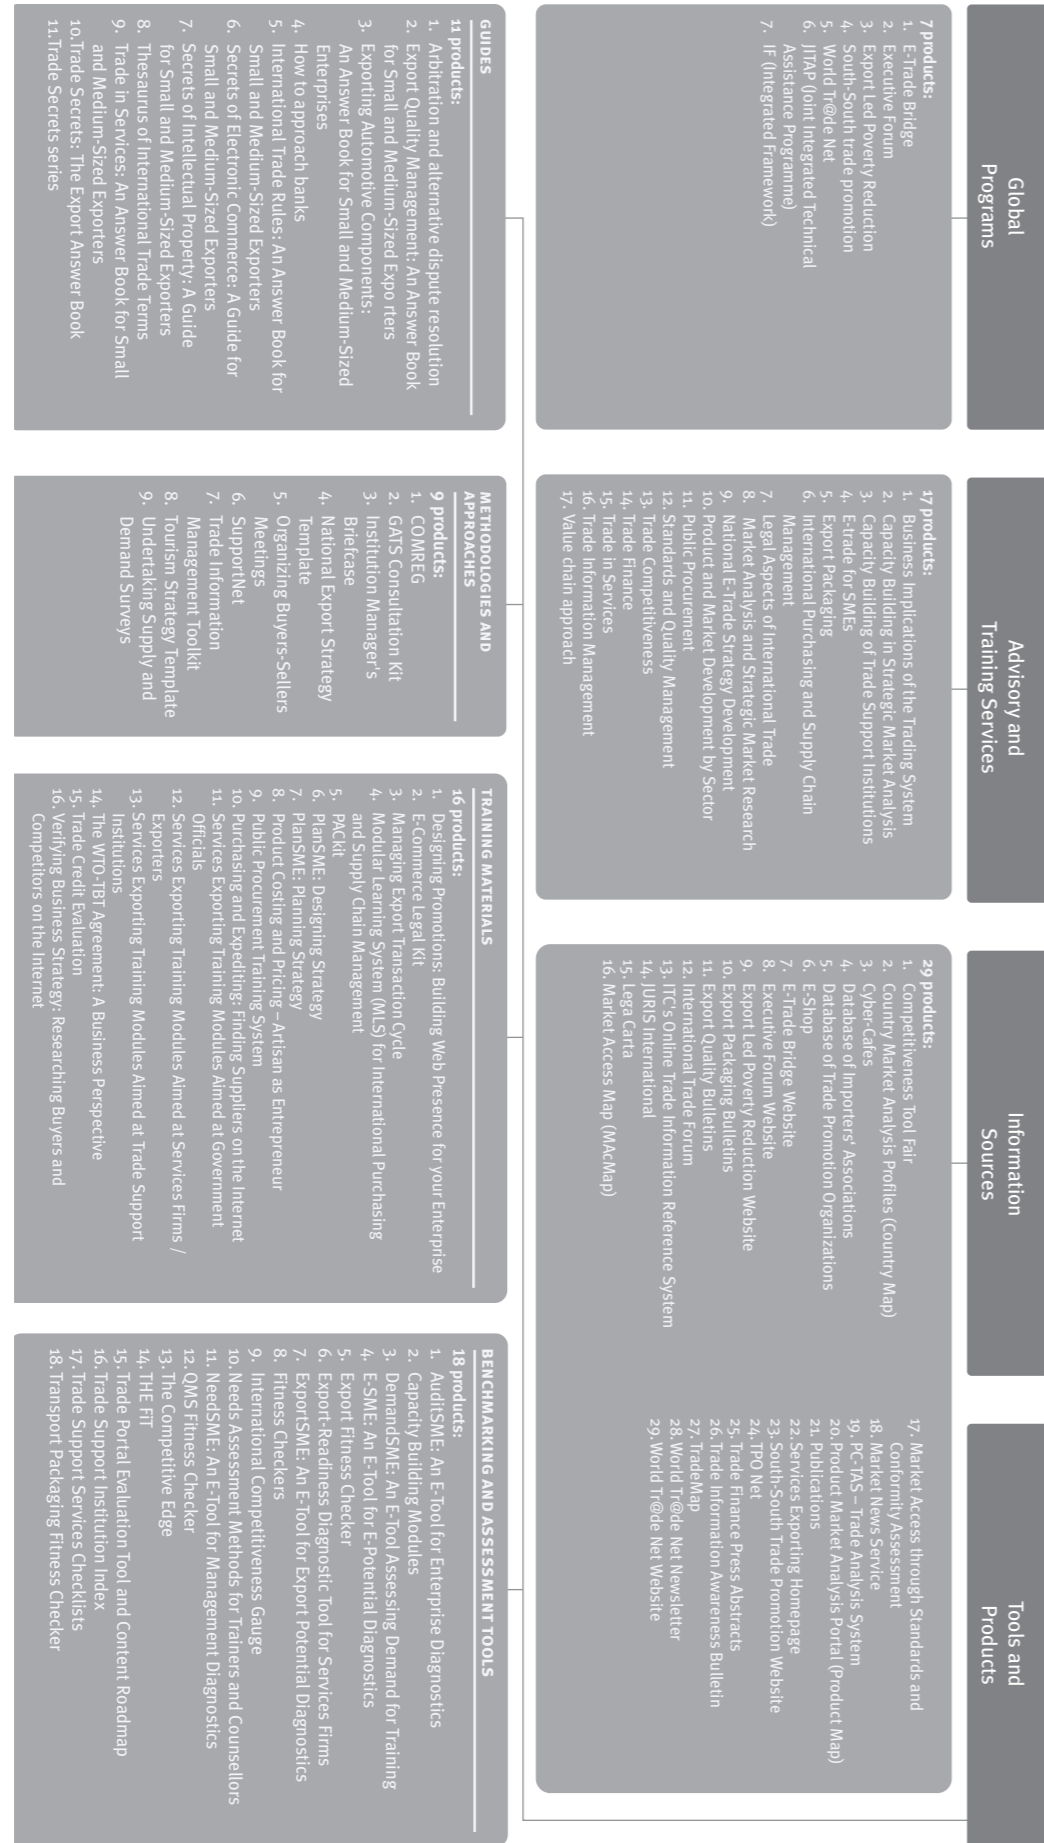 Global
Programs
7 products:
1. E-Trade Bridge
2. Executive Forum
3. Export Led Poverty Reduction
4. South-South trade promotion
5. World Tr@de Net
6. JITAP (Joint Integrated Technical
Assistance Programme)
7. IF (Integrated Framework)
Advisory and
Training Services
17 products:
1. Business Implications of the Trading System
2. Capacity Building in Strategic Market Analysis
3. Capacity Building of Trade Support Institutions
4. E-trade for SMEs
5. Export Packaging
6. International Purchasing and Supply Chain
Management
7. Legal Aspects of International Trade
8. Market Analysis and Strategic Market Research
9. National E-Trade Strategy Development
10. Product and Market Development by Sector
11. Public Procurement
12. Standards and Quality Management
13. Trade Competitiveness
14. Trade Finance
15. Trade in Services
16. Trade Information Management
17. Value chain approach
Information
Sources
29 products:
1. Competitiveness Tool Fair
2. Country Market Analysis Profiles (Country Map)
3. Cyber-Cafes
4. Database of Importers' Associations
5. Database of Trade Promotion Organizations
6. E-Shop
7. E-Trade Bridge Website
8. Executive Forum Website
9. Export Led Poverty Reduction Website
10. Export Packaging Bulletins
11. Export Quality Bulletins
12. International Trade Forum
13. ITC's Online Trade Information Reference System
14. JURIS International
15. Lega Carta
16. Market Access Map (MAcMap)
17. Market Access through Standards and
Conformity Assessment
18. Market News Service
19. PC-TAS – Trade Analysis System
20. Product Market Analysis Portal (Product Map)
21. Publications
22. Services Exporting Homepage
23. South-South Trade Promotion Website
24. TPO Net
25. Trade Finance Press Abstracts
26. Trade Information Awareness Bulletin
27. TradeMap
28. World Tr@de Net Newsletter
29. World Tr@de Net Website
Tools and
Products
GUIDES
11 products:
1. Arbitration and alternative dispute resolution
2. Export Quality Management: An Answer Book
for Small and Medium-Sized Expo rters
3. Exporting Automotive Components:
An Answer Book for Small and Medium-Sized
Enterprises
4. How to approach banks
5. International Trade Rules: An Answer Book for
Small and Medium-Sized Exporters
6. Secrets of Electronic Commerce: A Guide for
Small and Medium-Sized Exporters
7. Secrets of Intellectual Property: A Guide
for Small and Medium-Sized Exporters
8. Thesaurus of International Trade Terms
9. Trade in Services: An Answer Book for Small
and Medium-Sized Exporters
10. Trade Secrets: The Export Answer Book
11. Trade Secrets series
METHODOLOGIES AND
APPROACHES
9 products:
1. COMREG
2. GATS Consultation Kit
3. Institution Manager's
Briefcase
4. National Export Strategy
Template
5. Organizing Buyers-Sellers
Meetings
6. SupportNet
7. Trade Information
Management Toolkit
8. Tourism Strategy Template
9. Undertaking Supply and
Demand Surveys
TRAINING MATERIALS
16 products:
1. Designing Promotions: Building Web Presence for your Enterprise
2. E-Commerce Legal Kit
3. Managing Export Transaction Cycle
4. Modular Learning System (MLS) for International Purchasing
and Supply Chain Management
5. PACkit
6. PlanSME: Designing Strategy
7. PlanSME: Planning Strategy
8. Product Costing and Pricing – Artisan as Entrepreneur
9. Public Procurement Training System
10. Purchasing and Expediting: Finding Suppliers on the Internet
11. Services Exporting Training Modules Aimed at Government
Officials
12. Services Exporting Training Modules Aimed at Services Firms /
Exporters
13. Services Exporting Training Modules Aimed at Trade Support
Institutions
14. The WTO-TBT Agreement: A Business Perspective
15. Trade Credit Evaluation
16. Verifying Business Strategy: Researching Buyers and
Competitors on the Internet
BENCHMARKING AND ASSESSMENT TOOLS
18 products:
1. AuditSME: An E-Tool for Enterprise Diagnostics
2. Capacity Building Modules
3. DemandSME: An E-Tool Assessing Demand for Training
4. E-SME: An E-Tool for E-Potential Diagnostics
5. Export Fitness Checker
6. Export-Readiness Diagnostic Tool for Services Firms
7. ExportSME: An E-Tool for Export Potential Diagnostics
8. Fitness Checkers
9. International Competitiveness Gauge
10. Needs Assessment Methods for Trainers and Counsellors
11. NeedSME: An E-Tool for Management Diagnostics
12. QMS Fitness Checker
13. The Competitive Edge
14. THE FiT
15. Trade Portal Evaluation Tool and Content Roadmap
16. Trade Support Institution Index
17. Trade Support Services Checklists
18. Transport Packaging Fitness Checker